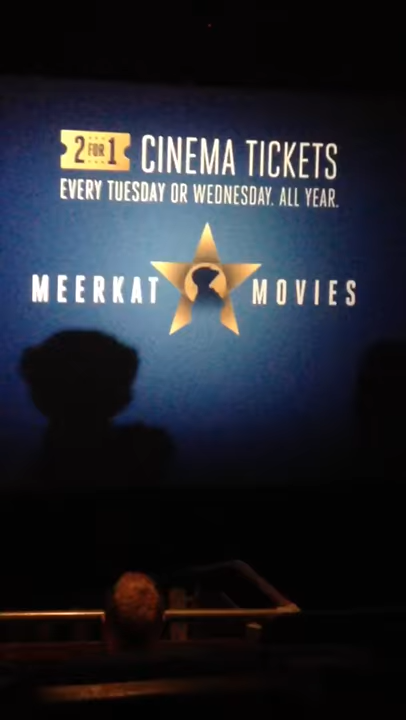 2 FOR 1 CINEMA TICKETS
EVERY TUESDAY OR WEDNESDAY. ALL YEAR.
MEERKAT MOVIES